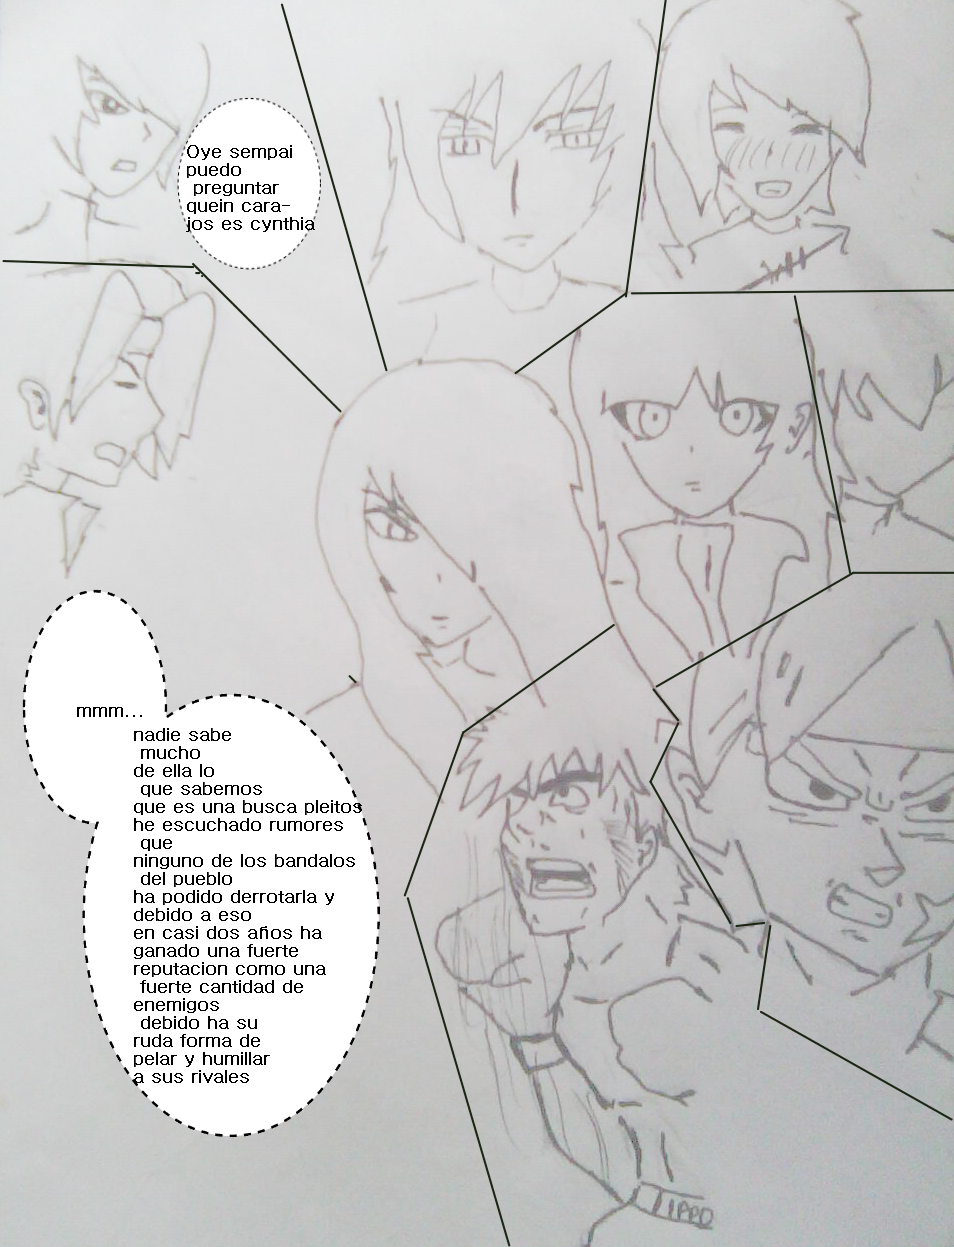 Oye sempai
puedo
preguntar
quein cara-
jos es cynthia
mmm...
nadie sabe
mucho
de ella lo
que sabemos
que es una busca pleitos
he escuchado rumores
que
ninguno de los bandalos
del pueblo
ha podido derrotarla y
debido a eso
en casi dos años ha
ganado una fuerte
reputacion como una
fuerte cantidad de
enemigos
debido ha su
ruda forma de
pelar y humillar
a sus rivales